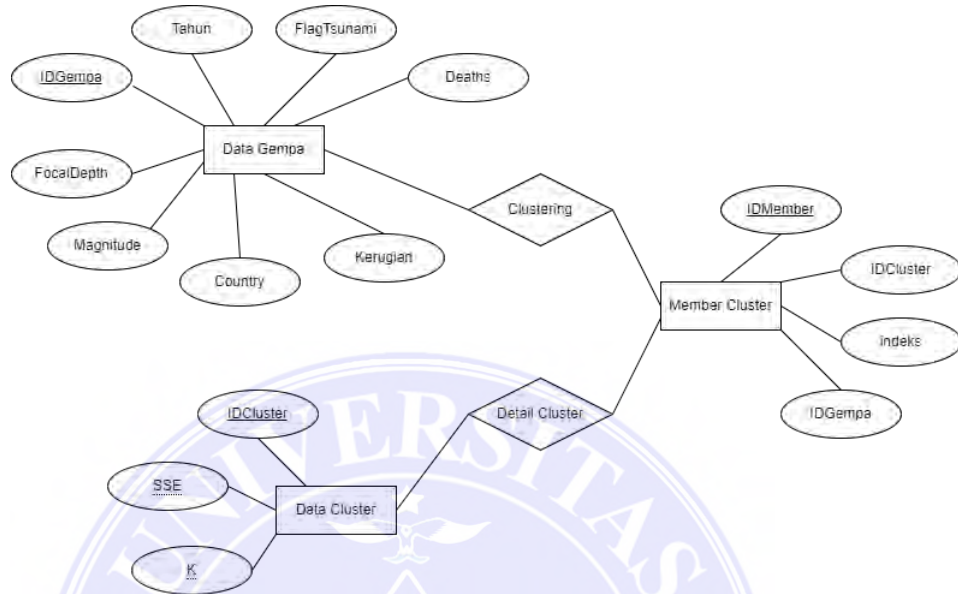 Tahun
FlagTsunami
IDGempa
Deaths
Data Gempa
FocalDepth
Magnitude
Country
Kerugian
Clustering
IDMember
IDCluster
Member Cluster
Indeks
IDGempa
Detail Cluster
IDCluster
SSE
Data Cluster
K
UNIVERSITAS